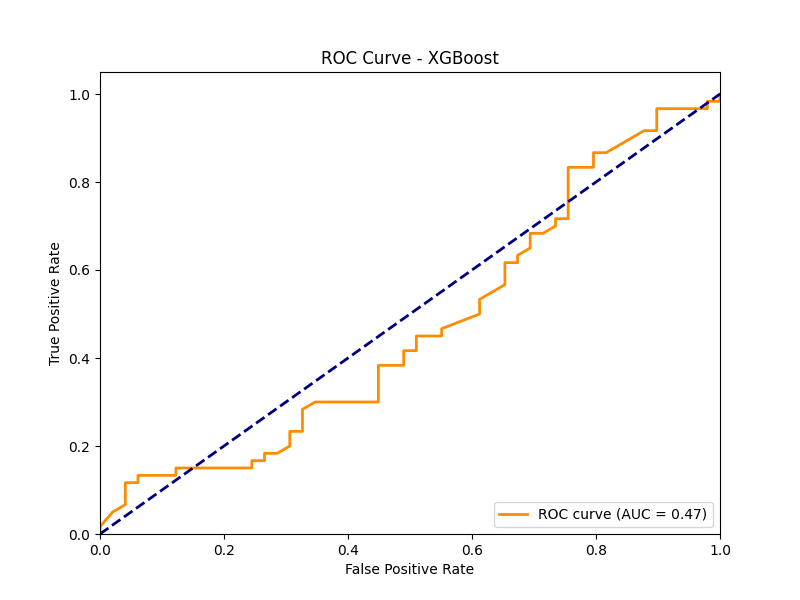 ROC Curve - XGBoost
1.0
0.8
0.6
0.4
0.2
0.0
True Positive Rate
ROC curve (AUC = 0.47)
0.0 0.2 0.4 0.6 0.8 1.0
False Positive Rate